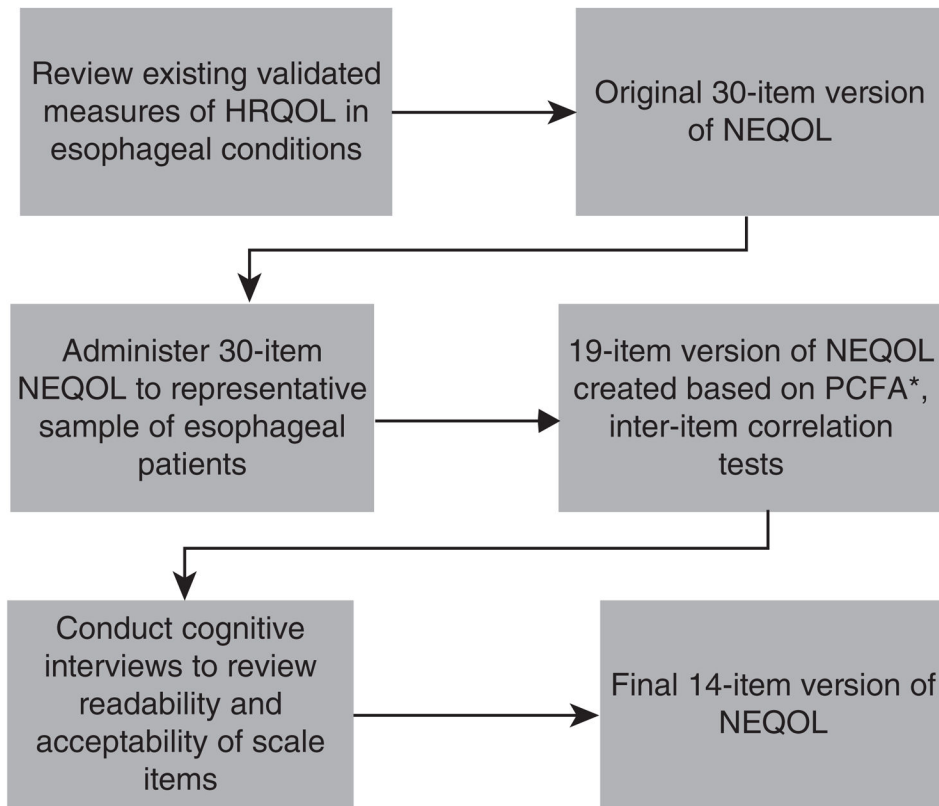 Review existing validated
measures of HRQOL in
esophageal conditions
Original 30-item version
of NEQOL
Administer 30-item
NEQOL to representative
sample of esophageal
patients
19-item version of NEQOL
created based on PCFA*,
inter-item correlation
tests
Conduct cognitive
interviews to review
readability and
acceptability of scale
items
Final 14-item version of
NEQOL